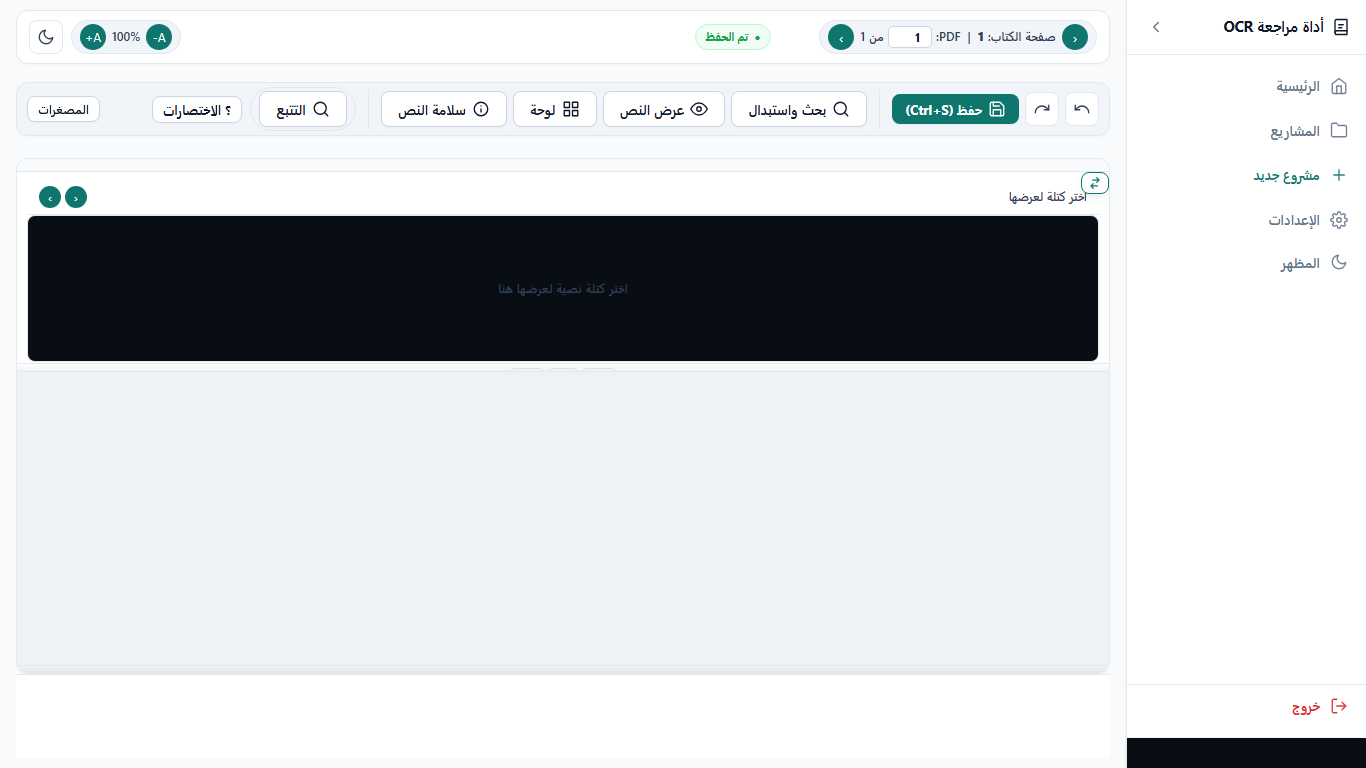 أداة مراجعة OCR
الرئيسية
المشاريع
مشروع جديد
الإعدادات
المظهر
خروج
صفحة الكتاب: 1 | PDF: 1 من 1
• تم الحفظ
A- 100% A+
حفظ (Ctrl+S)
بحث واستبدال
عرض النص
لوحة
سلامة النص
التتبع
؟ الاختصارات
المصغرات
اختر كتلة لعرضها
اختر كتلة نصية لعرضها هنا